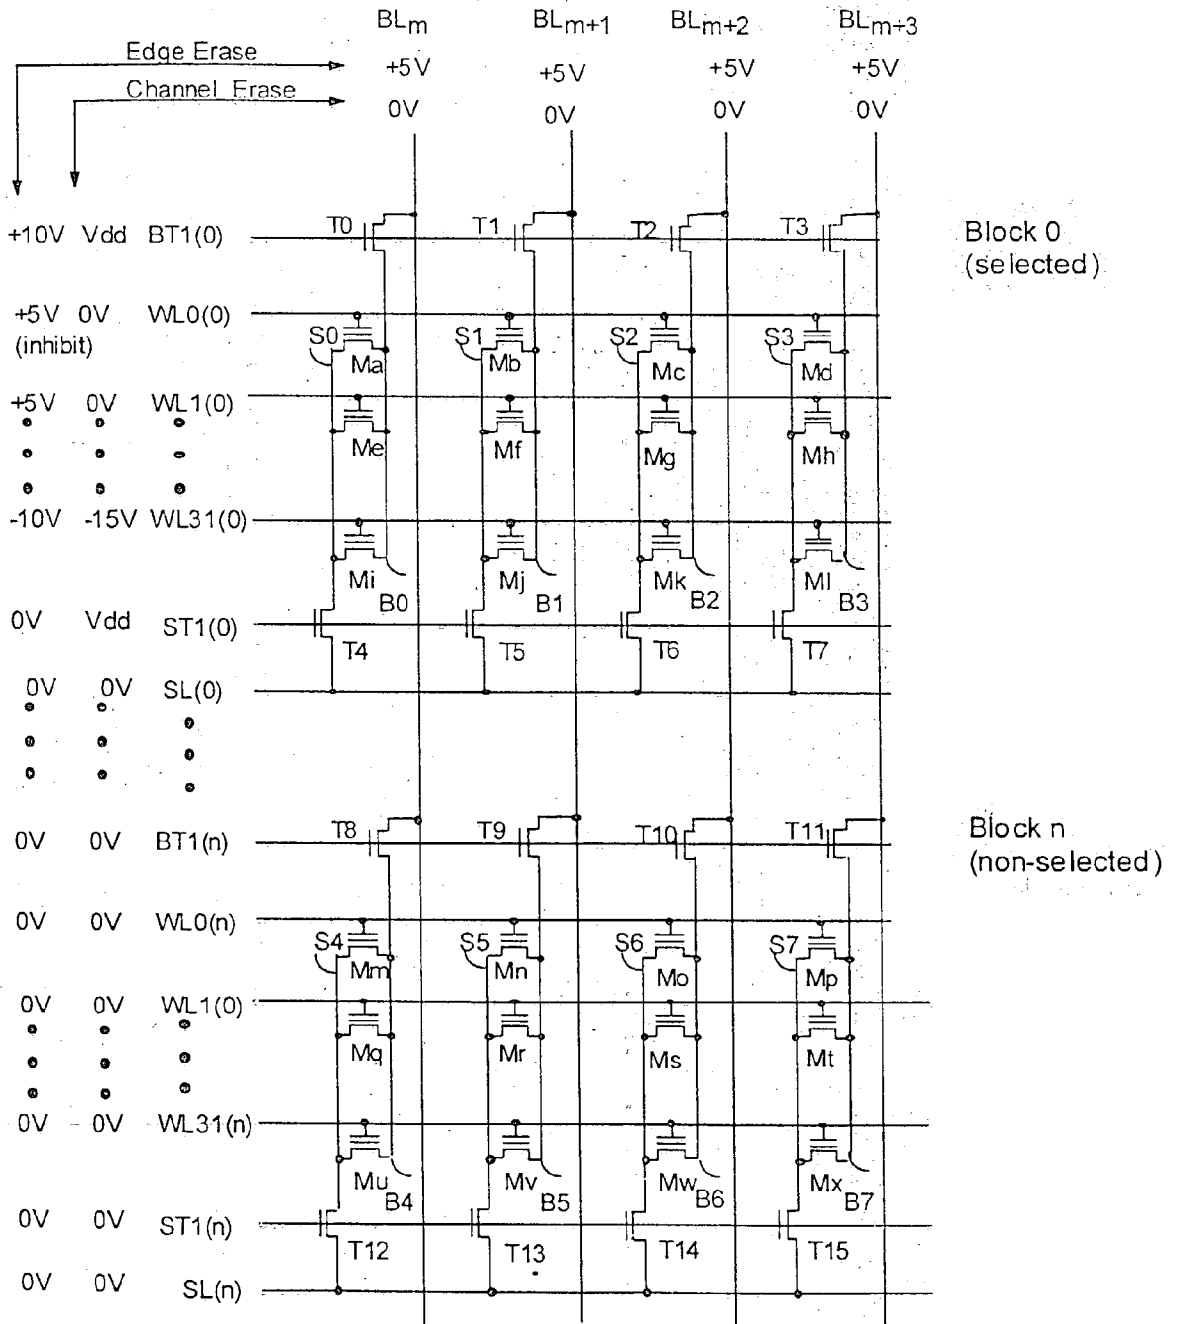 BLm BLm+1 BLm+2 BLm+3
Edge Erase +5V +5V +5V +5V
Channel Erase 0V 0V 0V 0V
+10V Vdd BT1(0) T0 T1 T2 T3 Block 0
(selected)
+5V 0V WL0(0)
(inhibit) S0 S1 S2 S3
Ma Mb Mc Md
+5V 0V WL1(0)
Me Mf Mg Mh
-10V -15V WL31(0)
Mi Mj Mk Ml
B0 B1 B2 B3
0V Vdd ST1(0)
T4 T5 T6 T7
0V 0V SL(0)
0V 0V BT1(n) T8 T9 T10 T11 Block n
(non-selected)
0V 0V WL0(n)
S4 S5 S6 S7
Mm Mn Mo Mp
0V 0V WL1(0)
Mq Mr Ms Mt
0V 0V WL31(n)
Mu Mv Mw Mx
B4 B5 B6 B7
0V 0V ST1(n)
T12 T13 T14 T15
0V 0V SL(n)